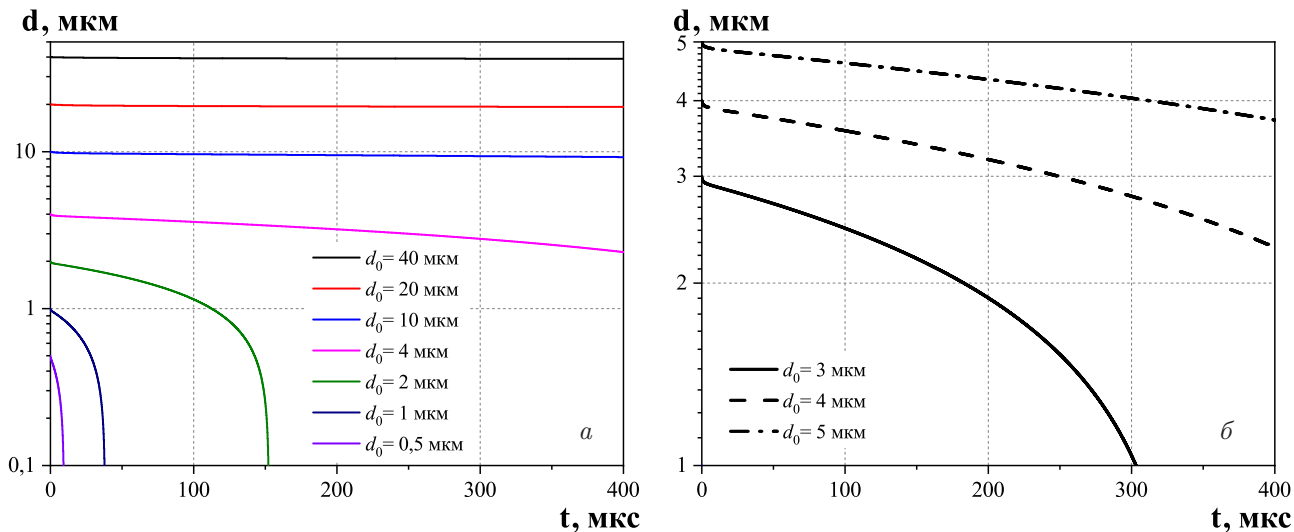 d, мкм
10
1
0,1
0
100
200
300
400
t, мкс
d₀= 40 мкм
d₀= 20 мкм
d₀= 10 мкм
d₀= 4 мкм
d₀= 2 мкм
d₀= 1 мкм
d₀= 0,5 мкм
а
d, мкм
5
4
3
2
1
0
100
200
300
400
t, мкс
d₀= 3 мкм
d₀= 4 мкм
d₀= 5 мкм
б